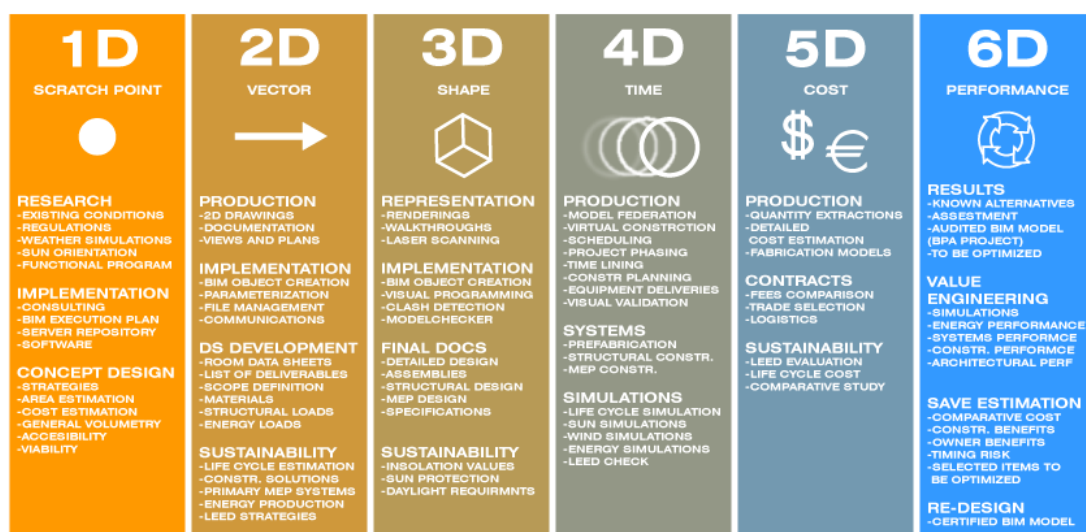 1D
SCRATCH POINT
RESEARCH
-EXISTING CONDITIONS
-REGULATIONS
-WEATHER SIMULATIONS
-SUN ORIENTATION
-FUNCTIONAL PROGRAM
IMPLEMENTATION
-CONSULTING
-BIM EXECUTION PLAN
-SERVER REPOSITORY
-SOFTWARE
CONCEPT DESIGN
-STRATEGIES
-AREA ESTIMATION
-COST ESTIMATION
-GENERAL VOLUMETRY
-ACCESIBILITY
-VIABILITY
2D
VECTOR
PRODUCTION
-2D DRAWINGS
-DOCUMENTATION
-VIEWS AND PLANS
IMPLEMENTATION
-BIM OBJECT CREATION
-PARAMETERIZATION
-FILE MANAGEMENT
-COMMUNICATIONS
DS DEVELOPMENT
-ROOM DATA SHEETS
-LIST OF DELIVERABLES
-SCOPE DEFINITION
-MATERIALS
-STRUCTURAL LOADS
-ENERGY LOADS
SUSTAINABILITY
-LIFE CYCLE ESTIMATION
-CONSTR. SOLUTIONS
-PRIMARY MEP SYSTEMS
-ENERGY PRODUCTION
-LEED STRATEGIES
3D
SHAPE
REPRESENTATION
-RENDERINGS
-WALKTHROUGHS
-LASER SCANNING
IMPLEMENTATION
-BIM OBJECT CREATION
-VISUAL PROGRAMMING
-CLASH DETECTION
-MODELCHECKER
FINAL DOCS
-DETAILED DESIGN
-ASSEMBLIES
-STRUCTURAL DESIGN
-MEP DESIGN
-SPECIFICATIONS
SUSTAINABILITY
-INSOLATION VALUES
-SUN PROTECTION
-DAYLIGHT REQUIRMNTS
4D
TIME
PRODUCTION
-MODEL FEDERATION
-VIRTUAL CONSTRCTION
-SCHEDULING
-PROJECT PHASING
-TIME LINING
-CONSTR PLANNING
-EQUIPMENT DELIVERIES
-VISUAL VALIDATION
SYSTEMS
-PREFABRICATION
-STRUCTURAL CONSTR.
-MEP CONSTR.
SIMULATIONS
-LIFE CYCLE SIMULATION
-SUN SIMULATIONS
-WIND SIMULATIONS
-ENERGY SIMULATIONS
-LEED CHECK
5D
COST
$ €
PRODUCTION
-QUANTITY EXTRACTIONS
-DETAILED
COST ESTIMATION
-FABRICATION MODELS
CONTRACTS
-FEES COMPARISON
-TRADE SELECTION
-LOGISTICS
SUSTAINABILITY
-LEED EVALUATION
-LIFE CYCLE COST
-COMPARATIVE STUDY
6D
PERFORMANCE
RESULTS
-KNOWN ALTERNATIVES
-ASSESTMENT
-AUDITED BIM MODEL
(BPA PROJECT)
-TO BE OPTIMIZED
VALUE
ENGINEERING
-SIMULATIONS
-ENERGY PERFORMANCE
-SYSTEMS PERFORMCE
-CONSTR. PERFORMCE
-ARCHITECTURAL PERF
SAVE ESTIMATION
-COMPARATIVE COST
-CONSTR. BENEFITS
-OWNER BENEFITS
-TIMING RISK
-SELECTED ITEMS TO
BE OPTIMIZED
RE-DESIGN
-CERTIFIED BIM MODEL